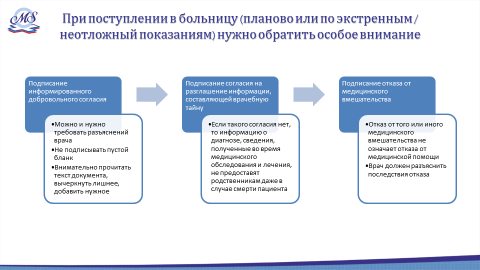 MS
При поступлении в больницу (планово или по экстренным /
неотложный показаниям) нужно обратить особое внимание
Подписание
информированного
добровольного согласия
•Можно и нужно
требовать разъяснений
врача
•Не подписывать пустой
бланк
•Внимательно прочитать
текст документа,
вычеркнуть лишнее,
добавить нужное
Подписание согласия на
разглашение информации,
составляющей врачебную
тайну
•Если такого согласия нет,
то информацию о
диагнозе, сведения,
полученные во время
медицинского
обследования и лечения,
не предоставят
родственникам даже в
случае смерти пациента
Подписание отказа от
медицинского
вмешательства
•Отказ от того или иного
медицинского
вмешательства не
означает отказа от
медицинской помощи
•Врач должен разъяснить
последствия отказа